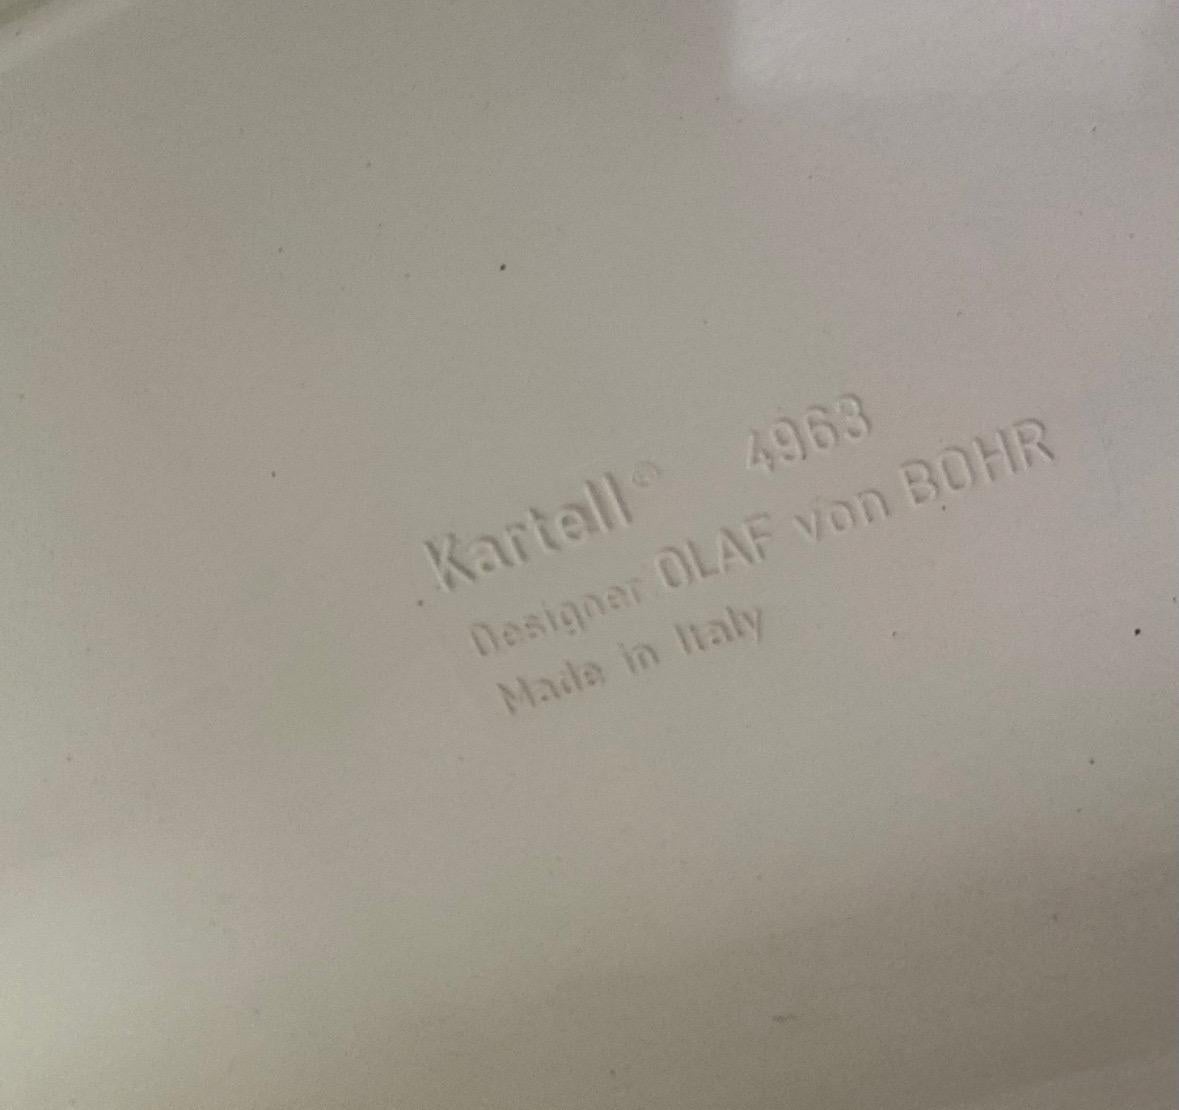 Kartell® 4963
Designer OLAF von BOHR
Made in Italy